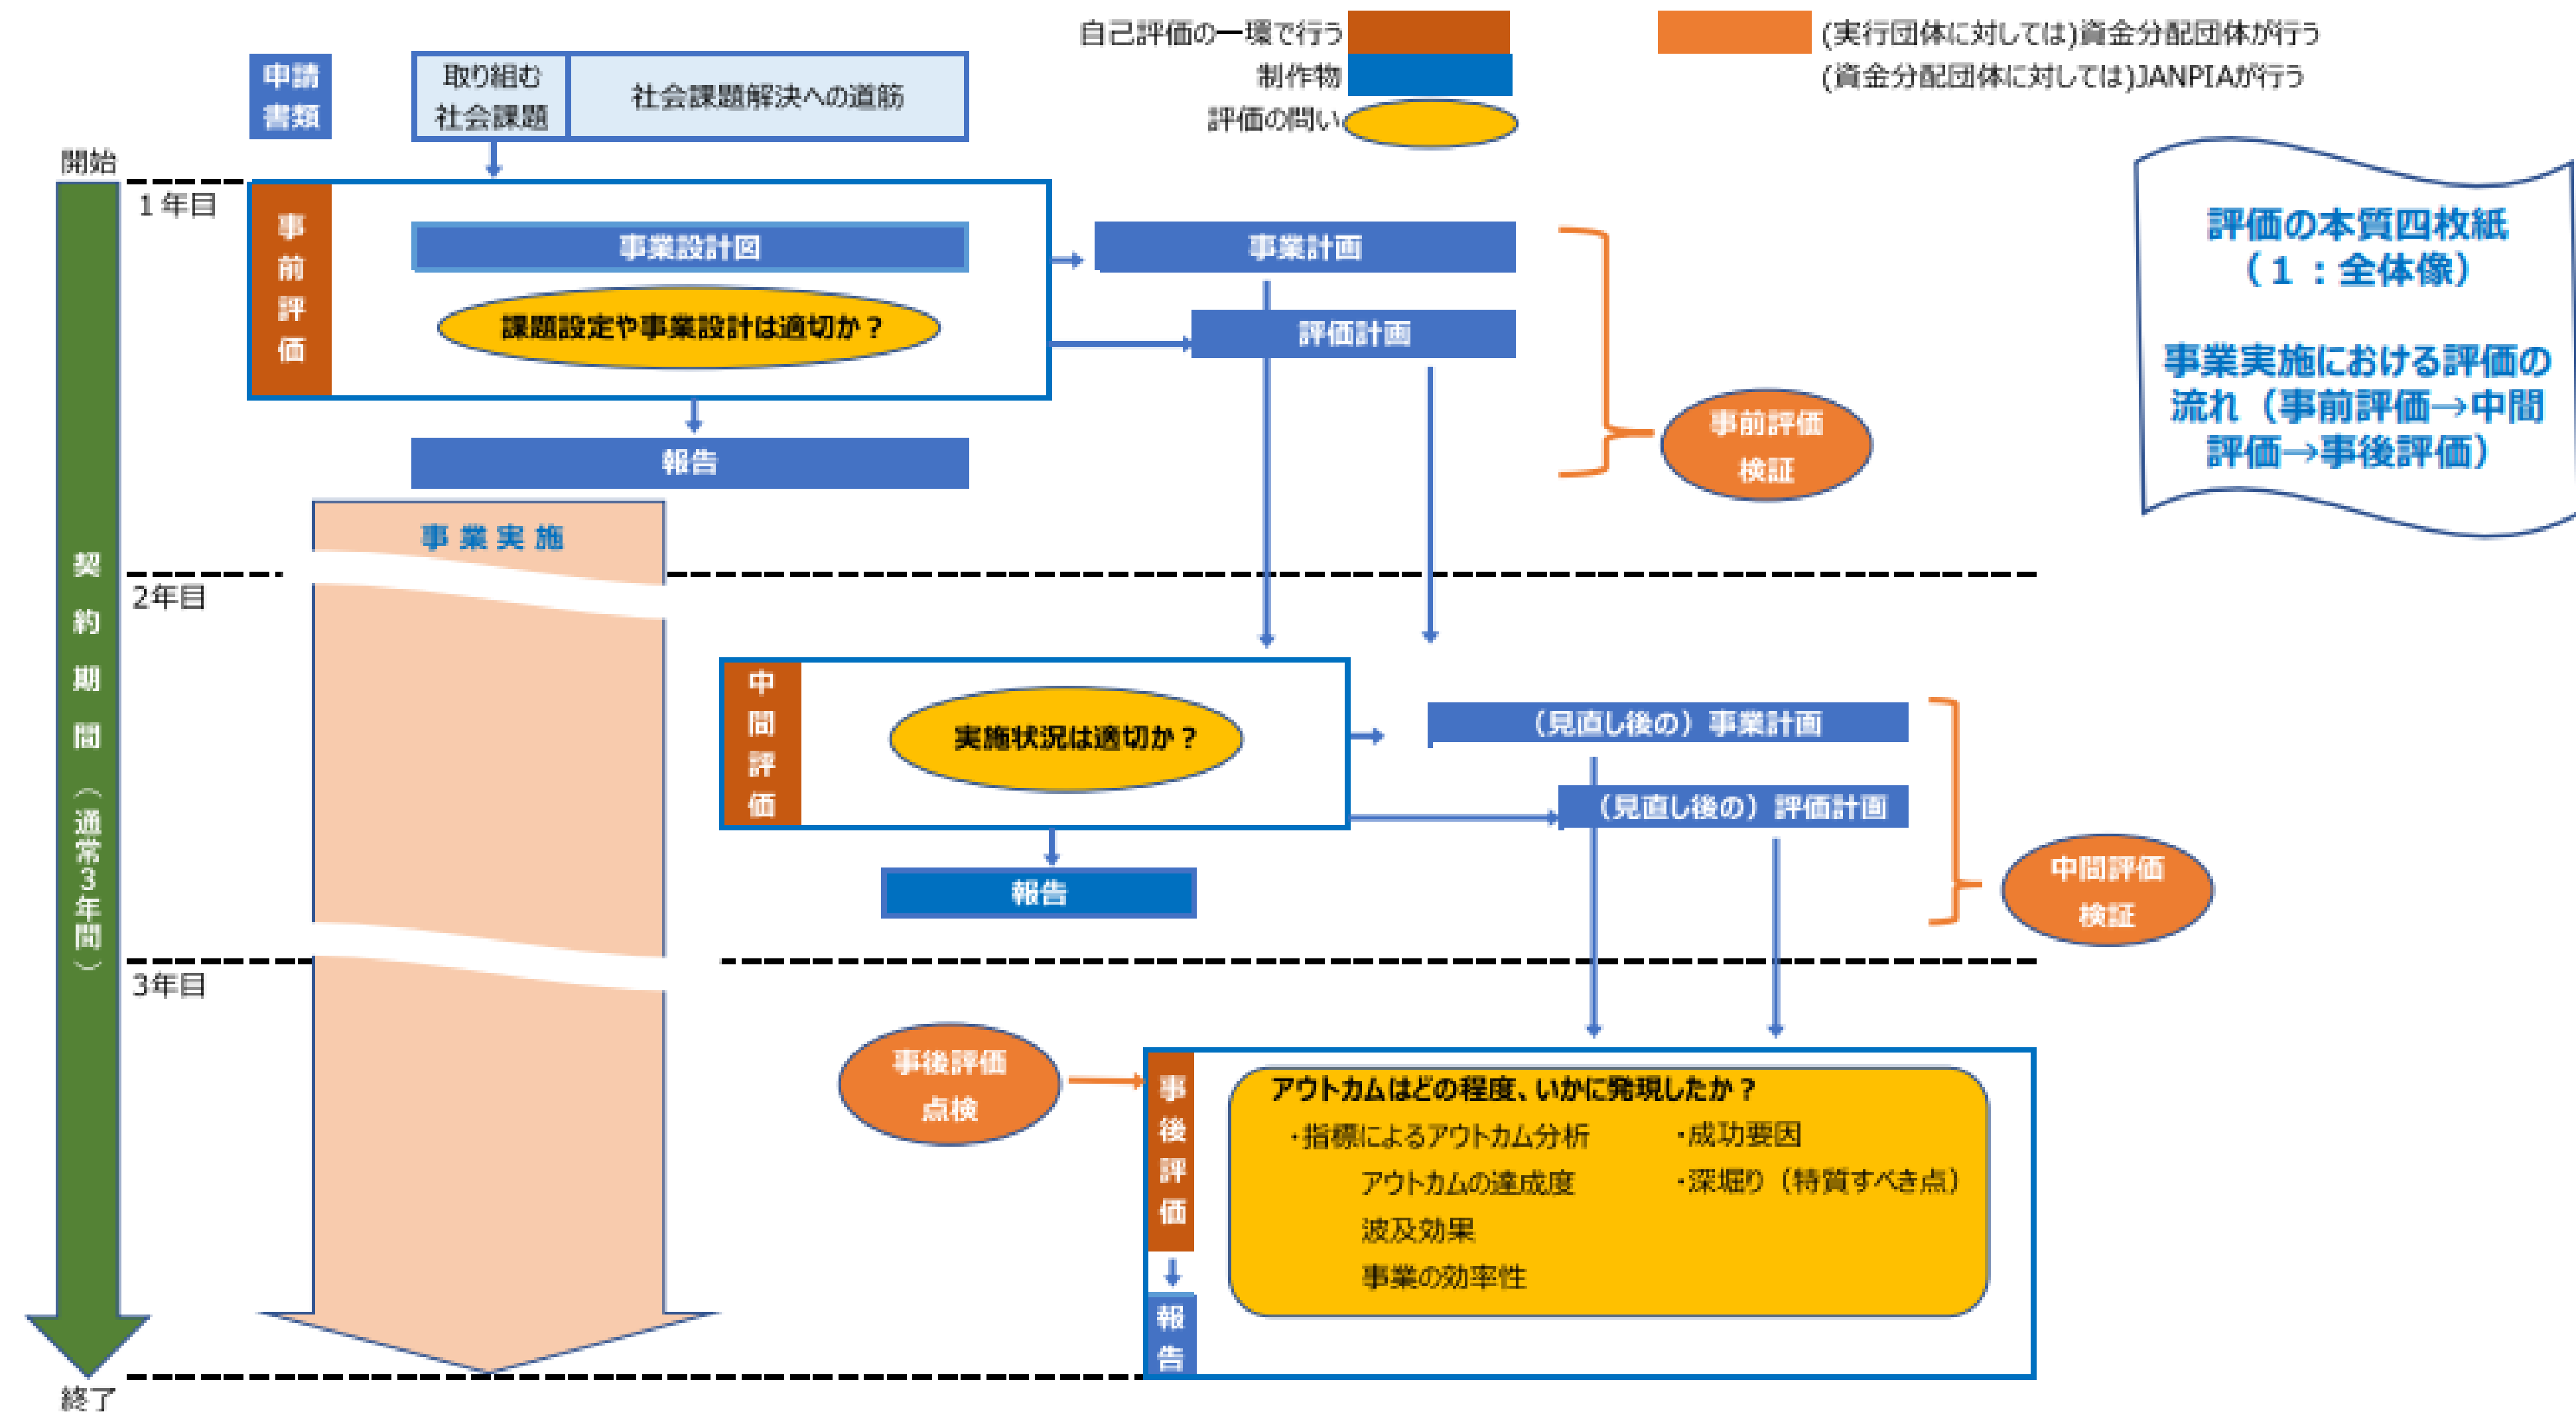 自己評価の一環で行う
制作物
評価の問い
(実行団体に対しては)資金分配団体が行う
(資金分配団体に対しては)JANPIAが行う
申請
書類
取り組む
社会課題
社会課題解決への道筋
評価の本質四枚紙
（１：全体像）
事業実施における評価の
流れ（事前評価→中間
評価→事後評価）
開始
１年目
事前評価
事業設計図
課題設定や事業設計は適切か？
事業計画
評価計画
事前評価
検証
報告
事業実施
契約期間（通常３年間）
2年目
中間評価
実施状況は適切か？
（見直し後の）事業計画
（見直し後の）評価計画
中間評価
検証
報告
3年目
事後評価
点検
事後評価
アウトカムはどの程度、いかに発現したか？
・指標によるアウトカム分析
アウトカムの達成度
波及効果
事業の効率性
・成功要因
・深堀り（特質すべき点）
報告
終了